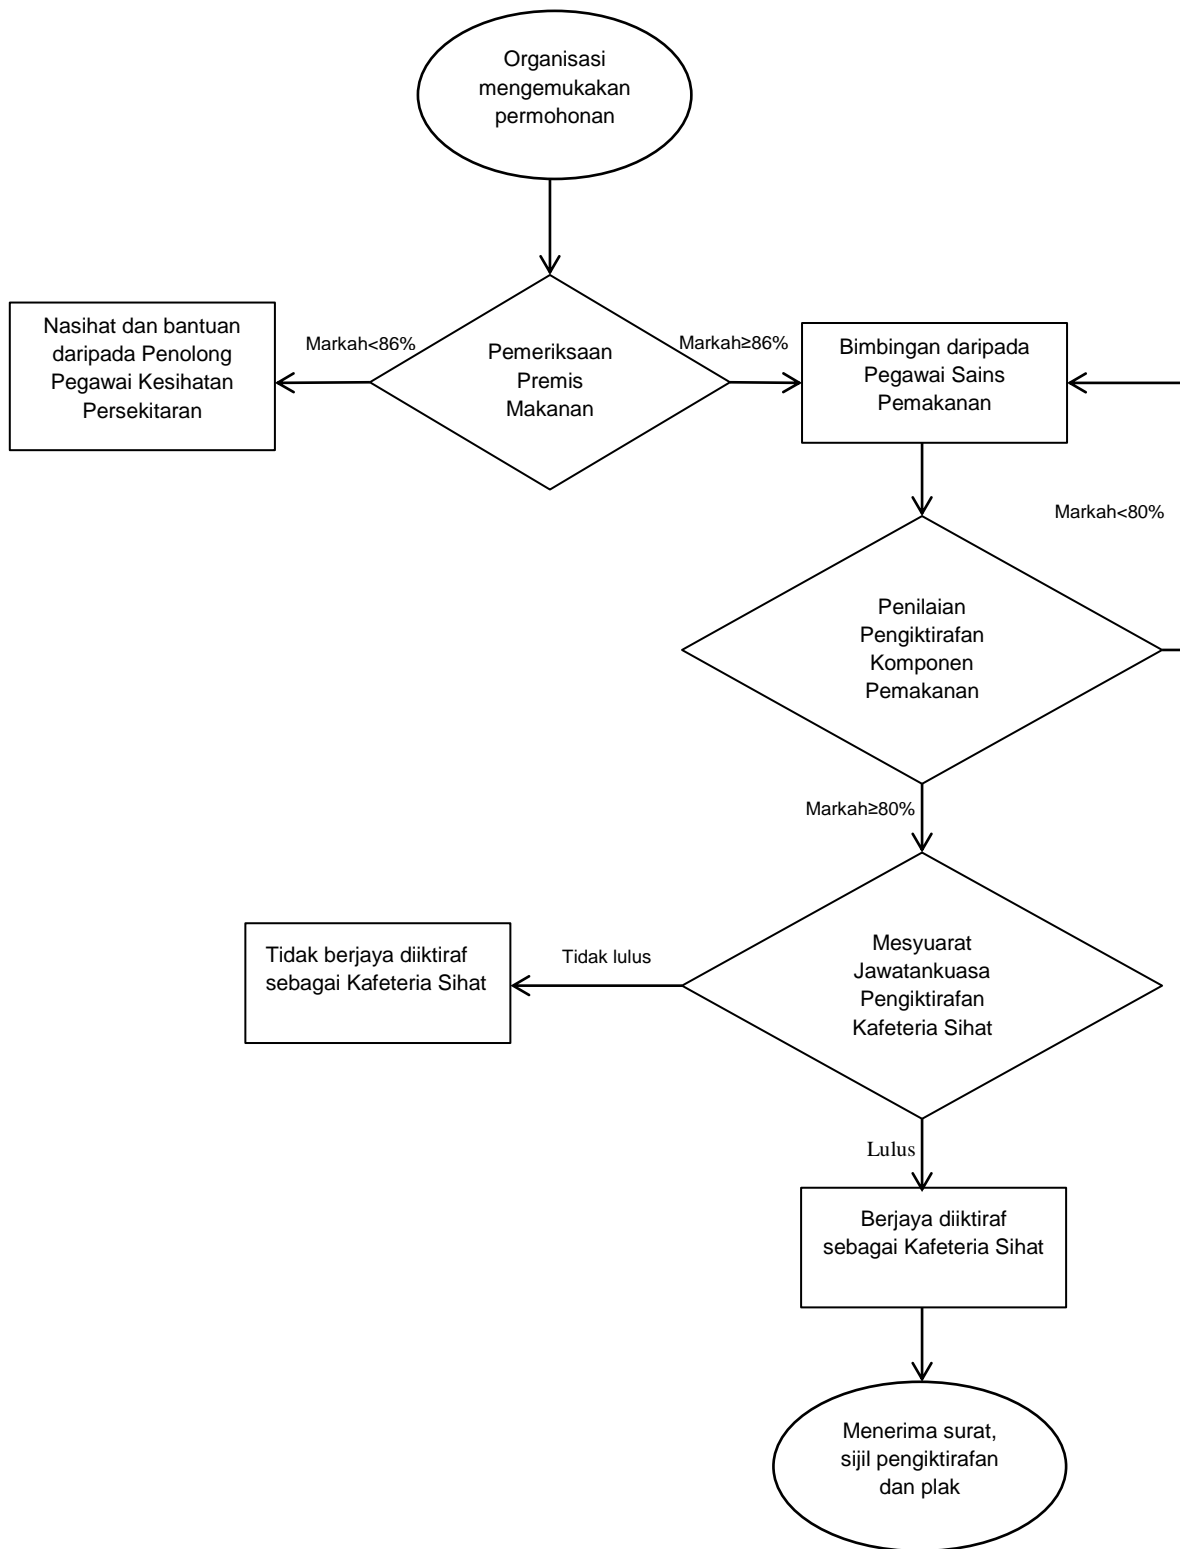 Organisasi
mengemukakan
permohonan
Nasihat dan bantuan
daripada Penolong
Pegawai Kesihatan
Persekitaran
Markah<86%
Pemeriksaan
Premis
Makanan
Markah≥86%
Bimbingan daripada
Pegawai Sains
Pemakanan
Markah<80%
Penilaian
Pengiktirafan
Komponen
Pemakanan
Markah≥80%
Tidak berjaya diiktiraf
sebagai Kafeteria Sihat
Tidak lulus
Mesyuarat
Jawatankuasa
Pengiktirafan
Kafeteria Sihat
Lulus
Berjaya diiktiraf
sebagai Kafeteria Sihat
Menerima surat,
sijil pengiktirafan
dan plak